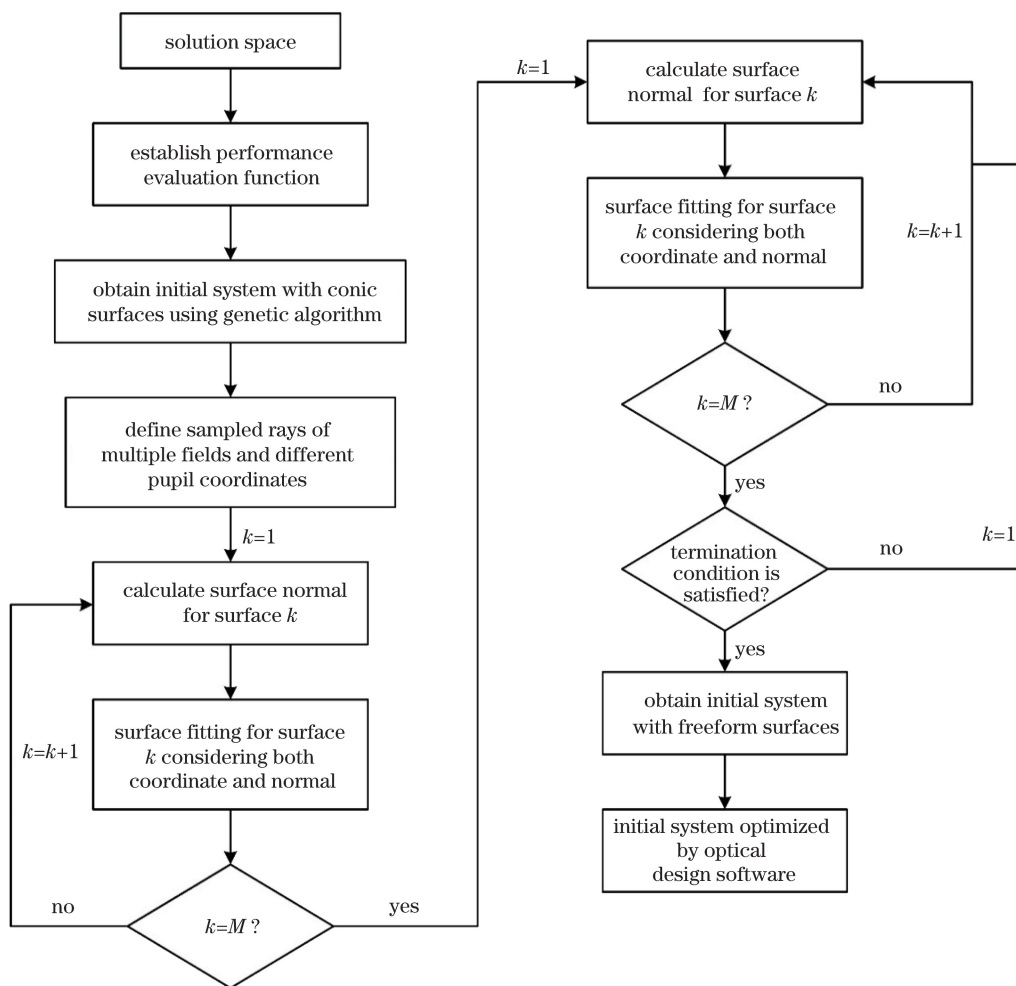 solution space
establish performance
evaluation function
obtain initial system with conic
surfaces using genetic algorithm
define sampled rays of
multiple fields and different
pupil coordinates
k=1
calculate surface normal
for surface k
surface fitting for surface
k considering both
coordinate and normal
k=k+1
k=M ?
no
yes
k=1
calculate surface
normal for surface k
surface fitting for surface
k considering both
coordinate and normal
k=k+1
k=M ?
no
yes
termination
condition is
satisfied?
no
k=1
yes
obtain initial system
with freeform surfaces
initial system optimized
by optical
design software